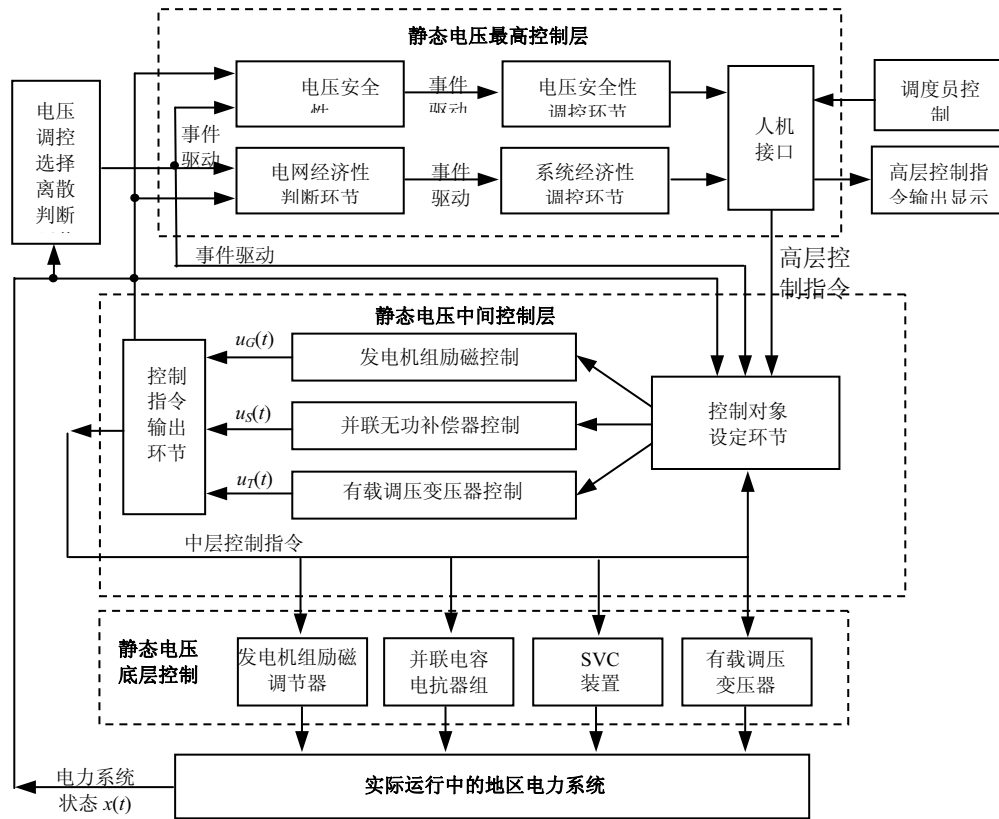 静态电压最高控制层
电压
调控
选择
离散
判断
事件
驱动
电压安全
性
事件
驱动
电压安全性
调控环节
人机
接口
调度员控
制
电网经济性
判断环节
事件
驱动
系统经济性
调控环节
高层控制指
令输出显示
事件驱动
高层控
制指令
静态电压中间控制层
控制
指令
输出
环节
uG(t)
发电机组励磁控制
uS(t)
并联无功补偿器控制
uT(t)
有载调压变压器控制
控制对象
设定环节
中层控制指令
静态电压
底层控制
发电机组励磁
调节器
并联电容
电抗器组
SVC
装置
有载调压
变压器
电力系统
状态 x(t)
实际运行中的地区电力系统